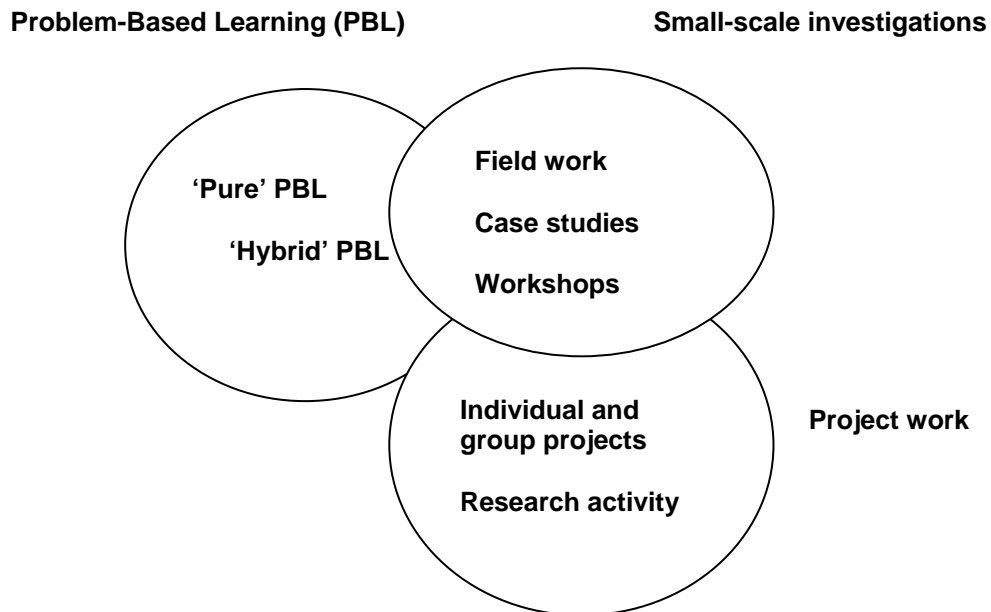 Problem-Based Learning (PBL)
Small-scale investigations
‘Pure’ PBL
‘Hybrid’ PBL
Field work
Case studies
Workshops
Individual and
group projects
Research activity
Project work